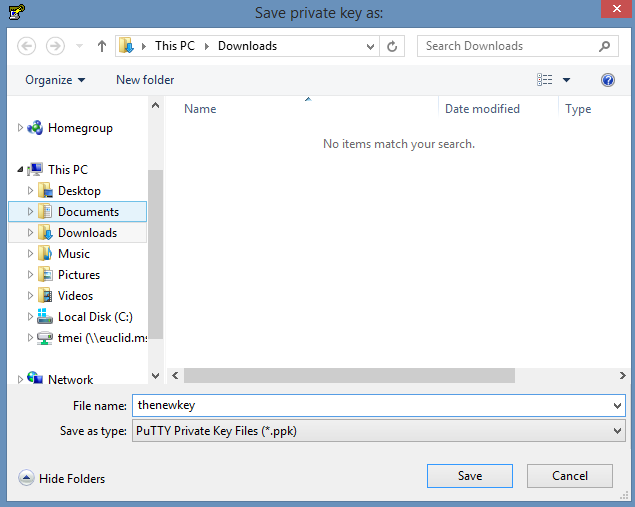 Save private key as:
This PC Downloads
Search Downloads
Organize New folder
Name Date modified Type
No items match your search.
Homegroup
This PC
Desktop
Documents
Downloads
Music
Pictures
Videos
Local Disk (C:)
tmei (\\euclid.ms
Network
File name: thenewkey
Save as type: PuTTY Private Key Files (*.ppk)
Hide Folders Save Cancel